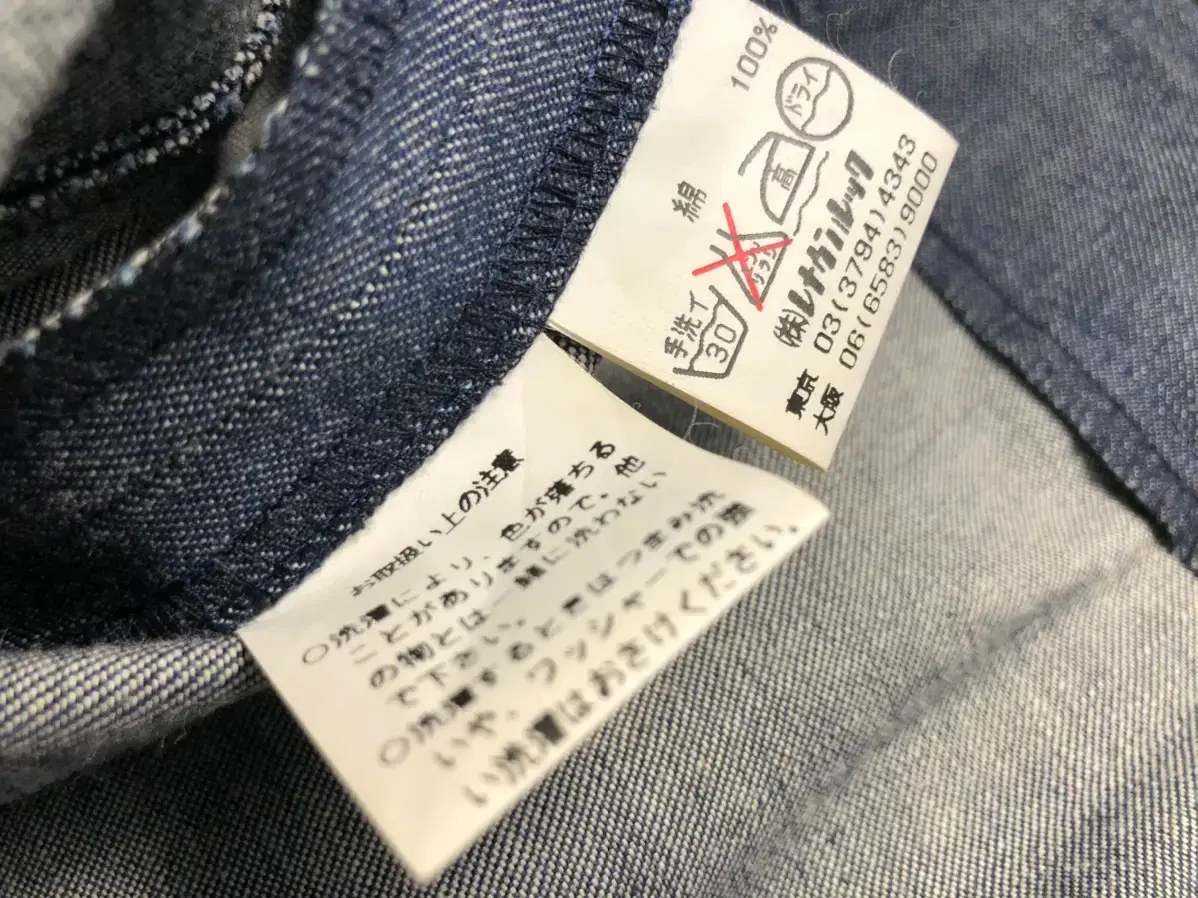 綿 100%
手洗イ
30
エンソ
サラシ
高
ドライ
(株)レナウンルック
東京 03(3794)4343
大阪 06(6583)9000
お取扱い上の注意
○洗濯により、色が落ちる
ことがありますので、他
の物とは一緒に洗わない
で下さい。
○洗濯するときはつまみ洗
いや、ワッシャーでの強
い洗濯はおさけください。